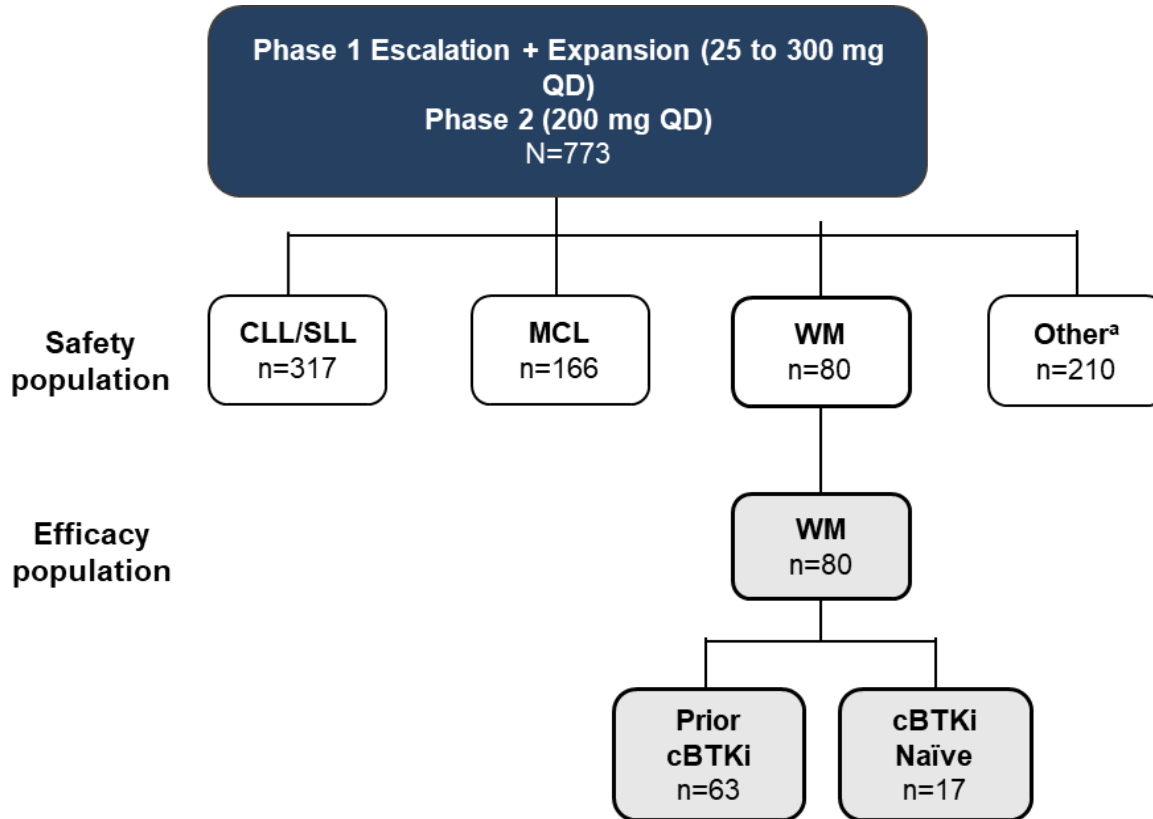 Phase 1 Escalation + Expansion (25 to 300 mg
QD)
Phase 2 (200 mg QD)
N=773
Safety
population
CLL/SLL
n=317
MCL
n=166
WM
n=80
Otherᵃ
n=210
Efficacy
population
WM
n=80
Prior
cBTKi
n=63
cBTKi
Naïve
n=17